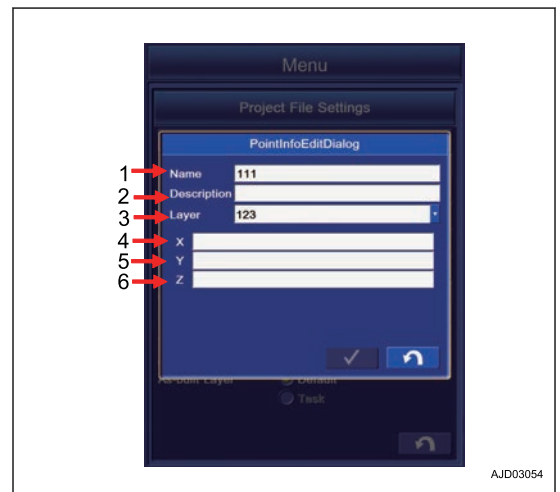 Menu
Project File Settings
PointInfoEditDialog
1 Name 111
2 Description
3 Layer 123
4 X
5 Y
6 Z
As-built Layer Default
Task
AJD03054